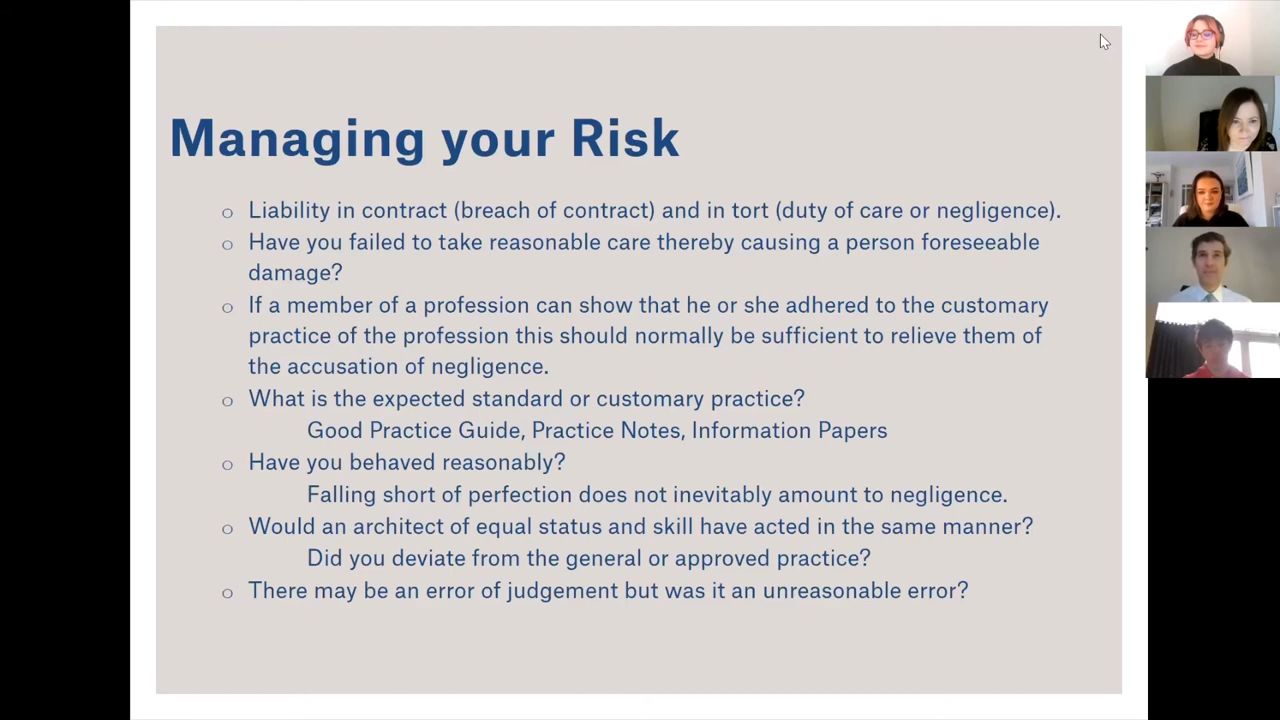 Managing your Risk
o Liability in contract (breach of contract) and in tort (duty of care or negligence).
o Have you failed to take reasonable care thereby causing a person foreseeable
damage?
o If a member of a profession can show that he or she adhered to the customary
practice of the profession this should normally be sufficient to relieve them of
the accusation of negligence.
o What is the expected standard or customary practice?
Good Practice Guide, Practice Notes, Information Papers
o Have you behaved reasonably?
Falling short of perfection does not inevitably amount to negligence.
o Would an architect of equal status and skill have acted in the same manner?
Did you deviate from the general or approved practice?
o There may be an error of judgement but was it an unreasonable error?